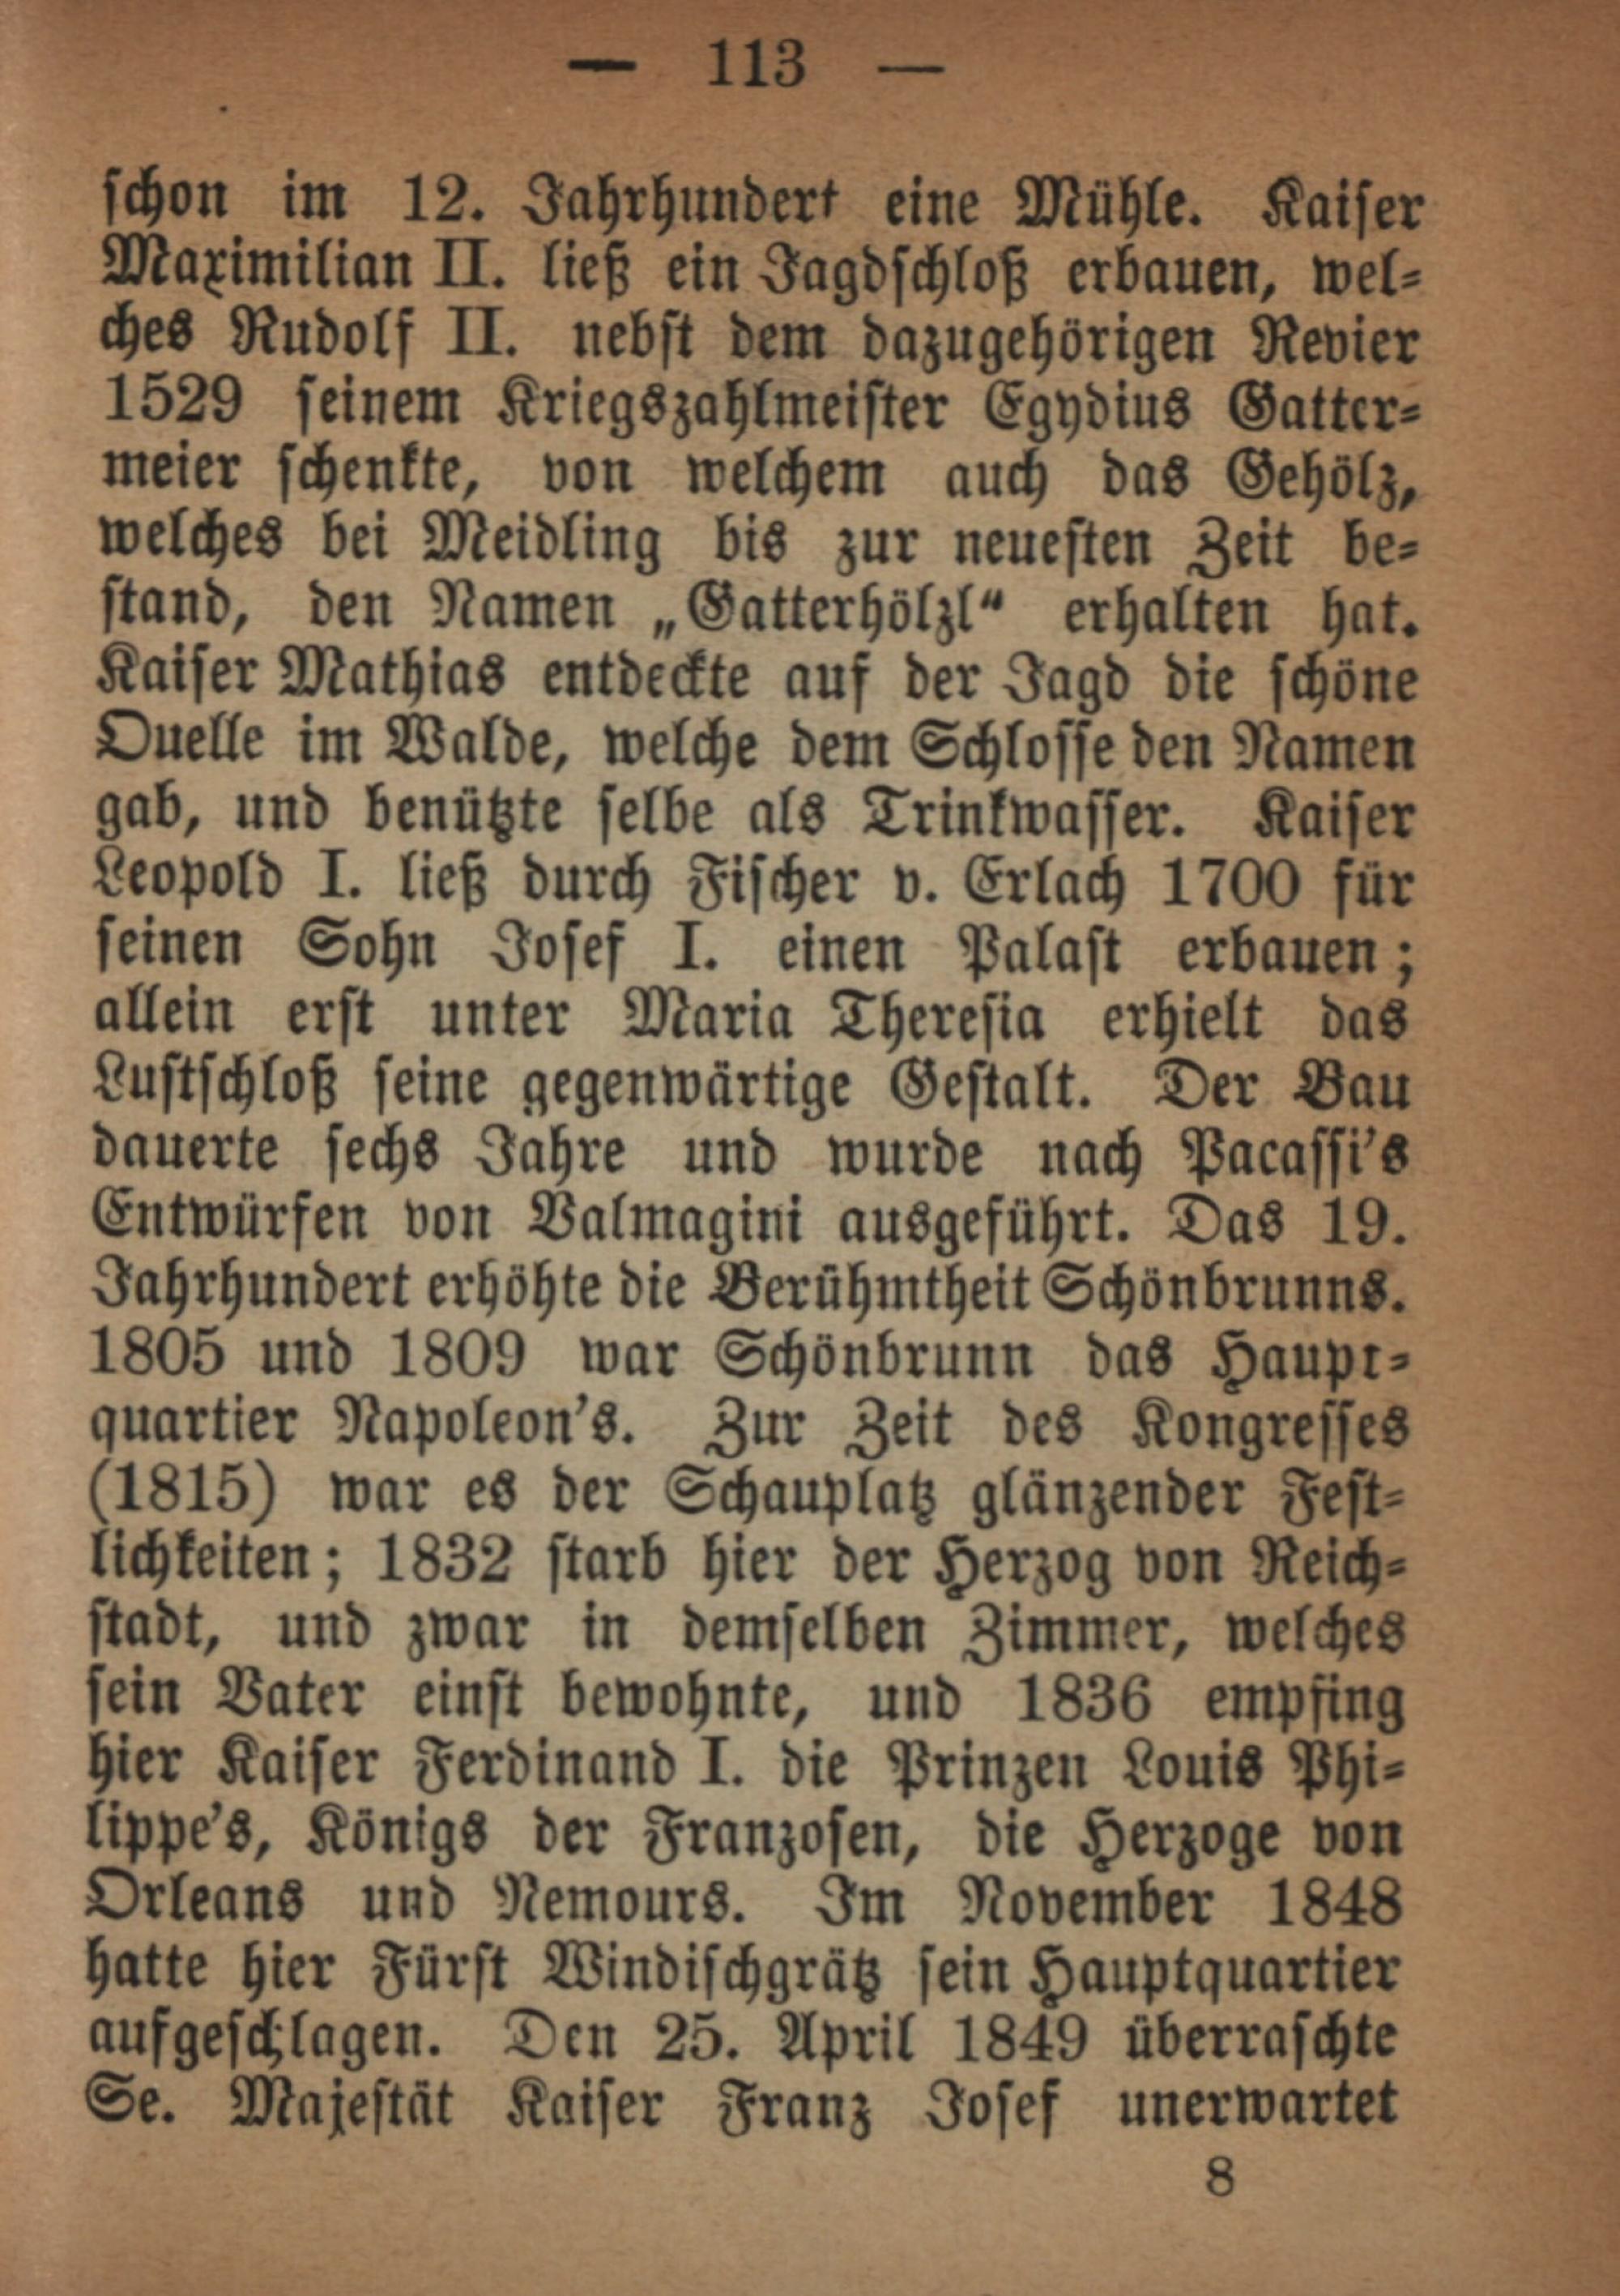 — 113 —
schon im 12. Jahrhundert eine Mühle. Kaiser
Maximilian II. ließ ein Jagdschloß erbauen, wel-
ches Rudolf II. nebst dem dazugehörigen Revier
1529 seinem Kriegszahlmeister Egydius Gatter-
meier schenkte, von welchem auch das Gehölz,
welches bei Meidling bis zur neuesten Zeit be-
stand, den Namen „Gatterhölzl“ erhalten hat.
Kaiser Mathias entdeckte auf der Jagd die schöne
Quelle im Walde, welche dem Schlosse den Namen
gab, und benützte selbe als Trinkwasser. Kaiser
Leopold I. ließ durch Fischer v. Erlach 1700 für
seinen Sohn Josef I. einen Palast erbauen;
allein erst unter Maria Theresia erhielt das
Lustschloß seine gegenwärtige Gestalt. Der Bau
dauerte sechs Jahre und wurde nach Pacassi's
Entwürfen von Valmagini ausgeführt. Das 19.
Jahrhundert erhöhte die Berühmtheit Schönbrunns.
1805 und 1809 war Schönbrunn das Haupt-
quartier Napoleon's. Zur Zeit des Kongresses
(1815) war es der Schauplatz glänzender Fest-
lichkeiten; 1832 starb hier der Herzog von Reich-
stadt, und zwar in demselben Zimmer, welches
sein Vater einst bewohnte, und 1836 empfing
hier Kaiser Ferdinand I. die Prinzen Louis Phi-
lippe's, Königs der Franzosen, die Herzoge von
Orleans und Nemours. Im November 1848
hatte hier Fürst Windischgrätz sein Hauptquartier
aufgeschlagen. Den 25. April 1849 überraschte
Se. Majestät Kaiser Franz Josef unerwartet
8